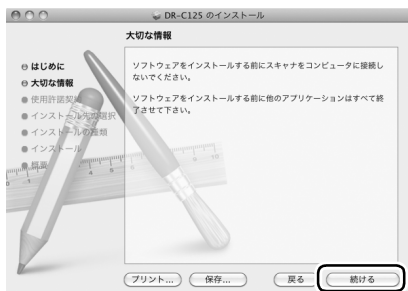 DR-C125 のインストール
大切な情報
はじめに
大切な情報
使用許諾契約
インストール先の選択
インストールの種類
インストール
概要
ソフトウェアをインストールする前にスキャナをコンピュータに接続し
ないでください。
ソフトウェアをインストールする前に他のアプリケーションはすべて終
了させて下さい。
プリント...
保存...
戻る
続ける